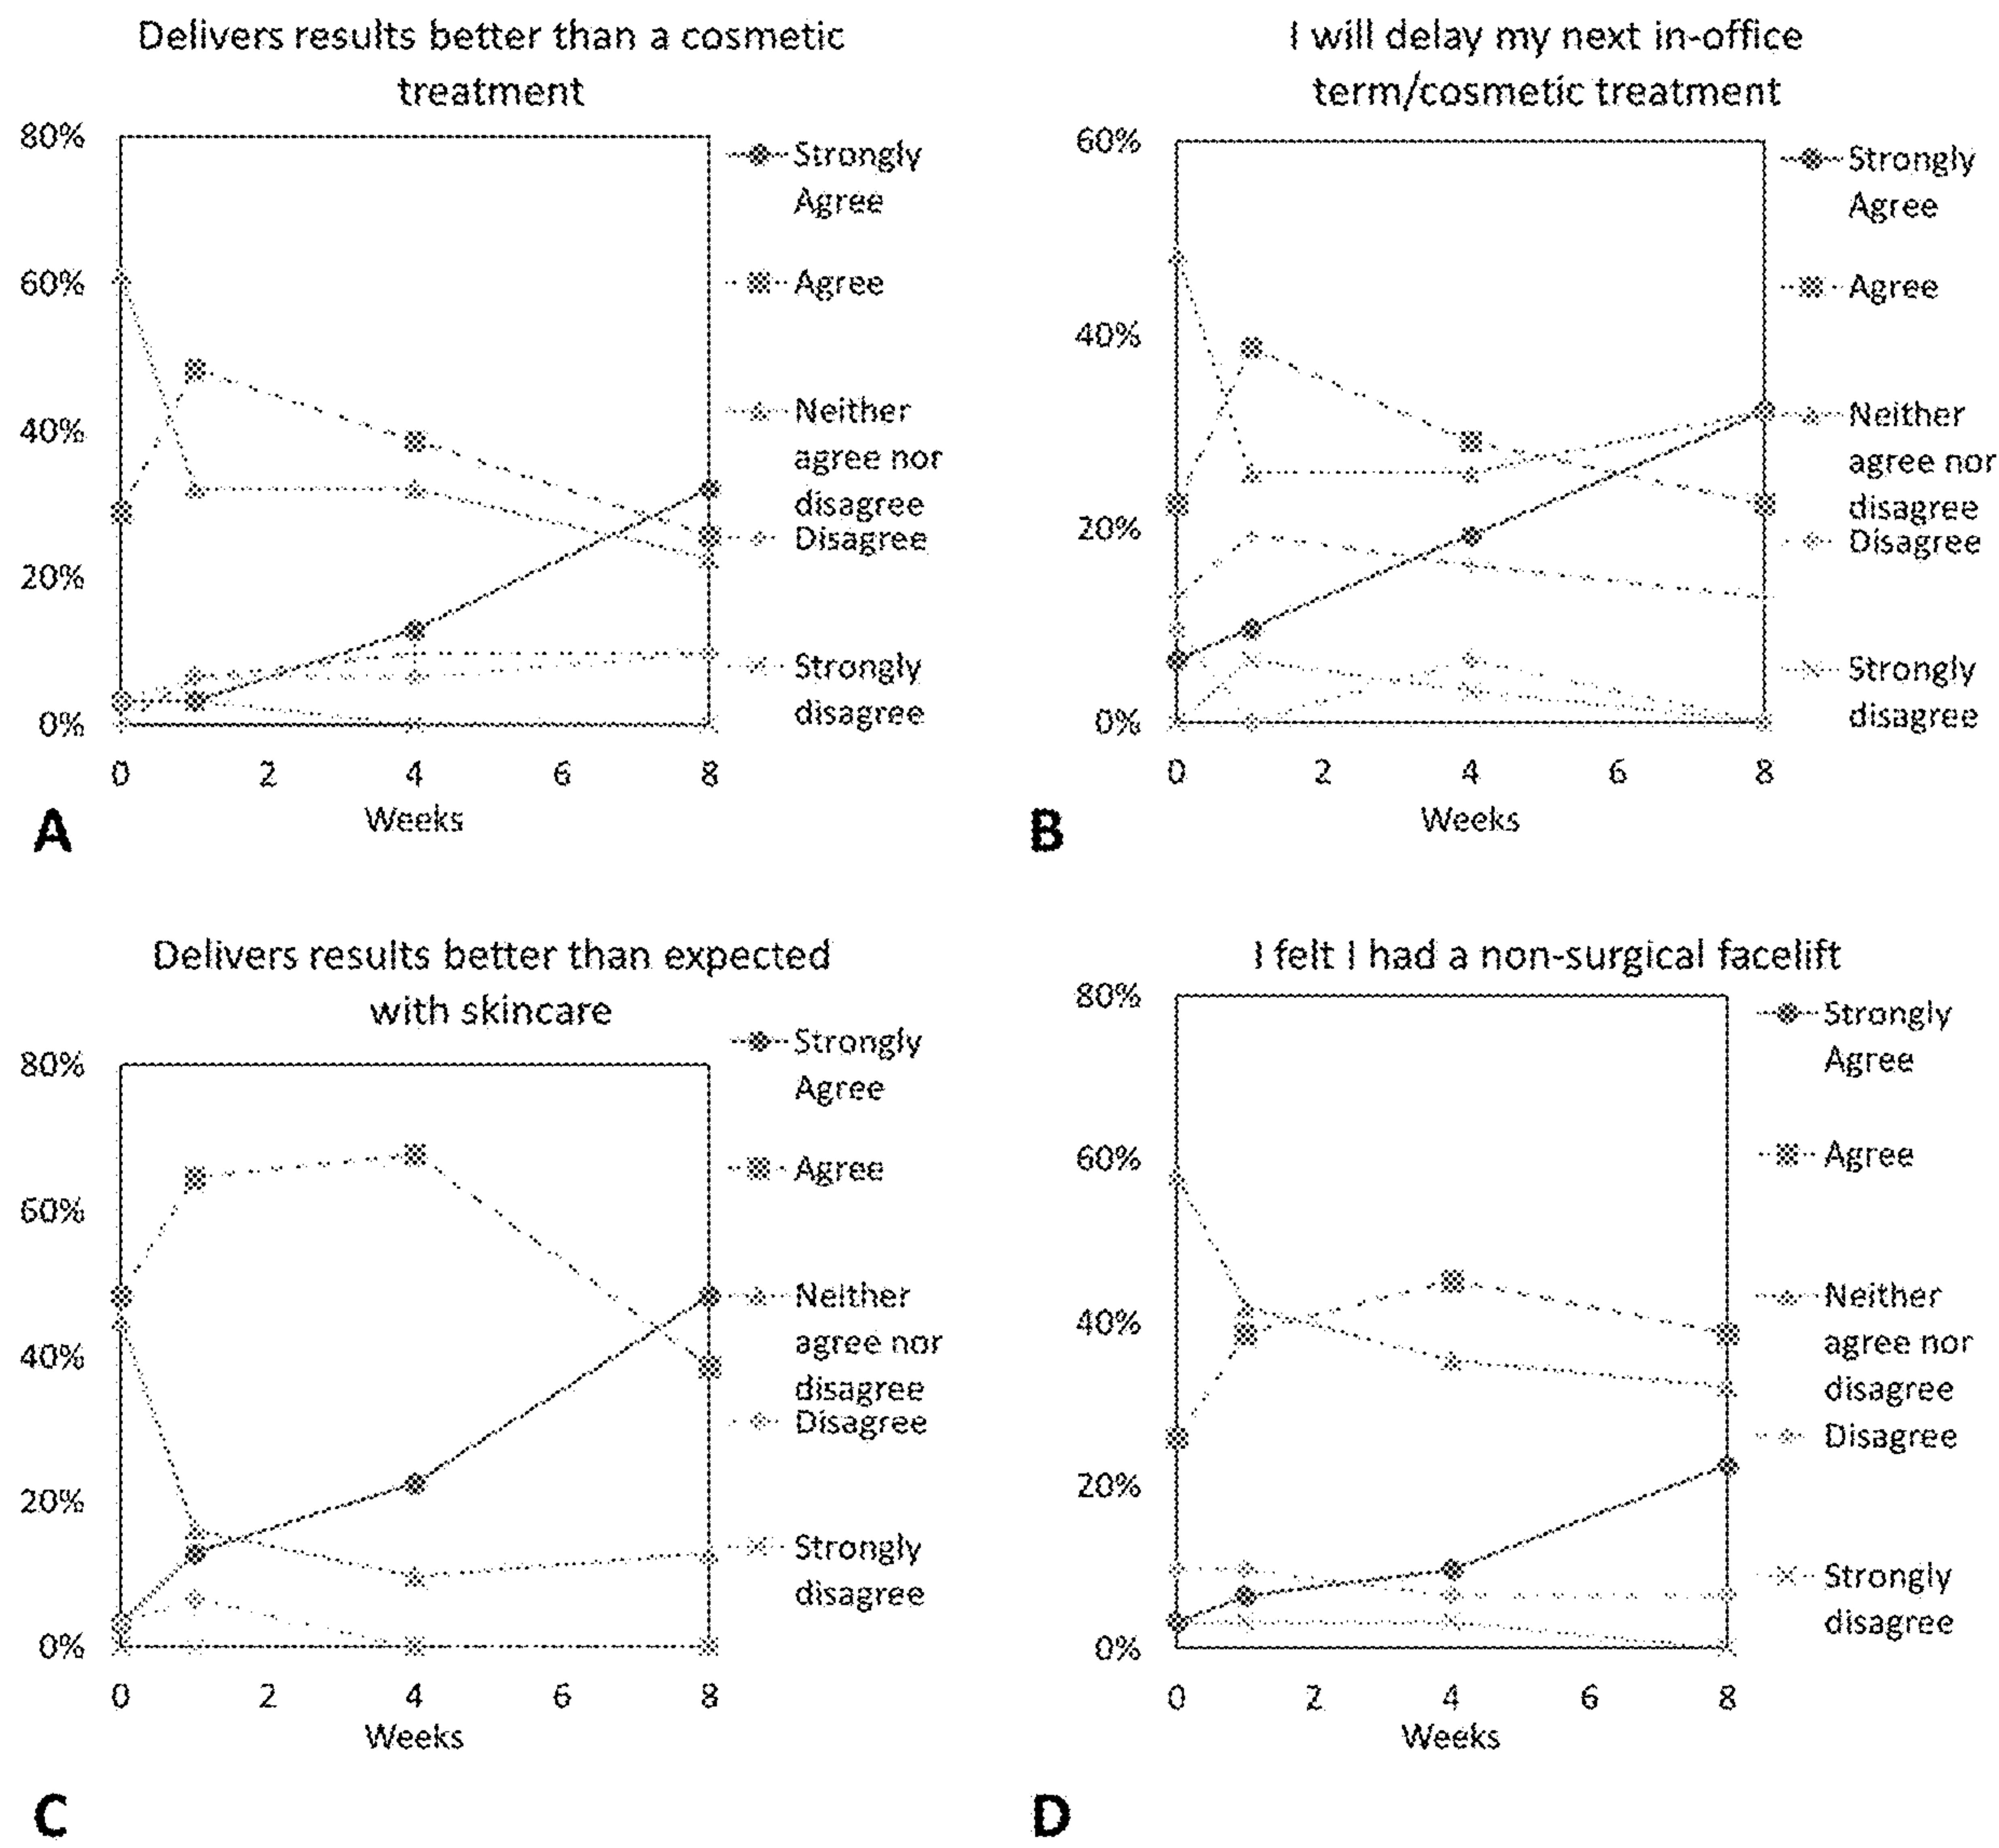 Delivers results better than a cosmetic
treatment
80%
60%
40%
20%
0%
0 2 4 6 8
Weeks
Strongly
Agree
Agree
Neither
agree nor
disagree
Disagree
Strongly
disagree
A
I will delay my next in-office
term/cosmetic treatment
60%
40%
20%
0%
0 2 4 6 8
Weeks
Strongly
Agree
Agree
Neither
agree nor
disagree
Disagree
Strongly
disagree
B
Delivers results better than expected
with skincare
80%
60%
40%
20%
0%
0 2 4 6 8
Weeks
Strongly
Agree
Agree
Neither
agree nor
disagree
Disagree
Strongly
disagree
C
I felt I had a non-surgical facelift
80%
60%
40%
20%
0%
0 2 4 6 8
Weeks
Strongly
Agree
Agree
Neither
agree nor
disagree
Disagree
Strongly
disagree
D